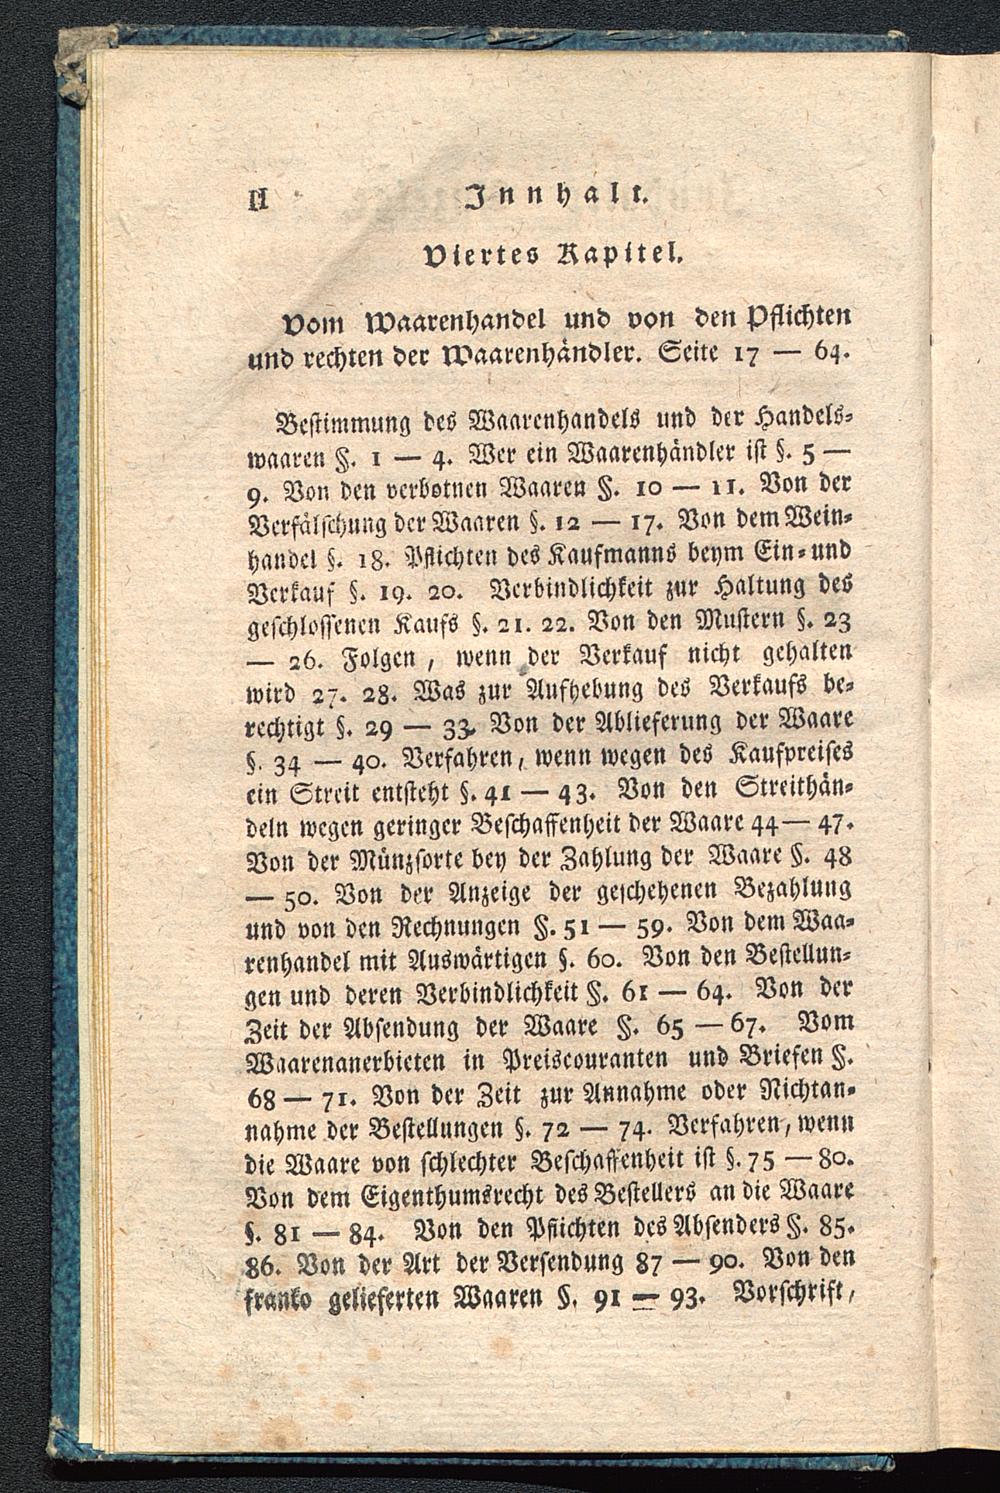 II Innhalt.
Viertes Kapitel.
Vom Waarenhandel und von den Pflichten
und rechten der Waarenhändler. Seite 17 — 64.
Bestimmung des Waarenhandels und der Handels-
waaren §. 1 — 4. Wer ein Waarenhändler ist §. 5 —
9. Von den verbotnen Waaren §. 10 — 11. Von der
Verfälschung der Waaren §. 12 — 17. Von dem Wein-
handel §. 18. Pflichten des Kaufmanns beym Ein- und
Verkauf §. 19. 20. Verbindlichkeit zur Haltung des
geschlossenen Kaufs §. 21. 22. Von den Mustern §. 23
— 26. Folgen, wenn der Verkauf nicht gehalten
wird 27. 28. Was zur Aufhebung des Verkaufs be-
rechtigt §. 29 — 33. Von der Ablieferung der Waare
§. 34 — 40. Verfahren, wenn wegen des Kaufpreises
ein Streit entsteht §. 41 — 43. Von den Streithän-
deln wegen geringer Beschaffenheit der Waare 44 — 47.
Von der Münzsorte bey der Zahlung der Waare §. 48
— 50. Von der Anzeige der geschehenen Bezahlung
und von den Rechnungen §. 51 — 59. Von dem Waa-
renhandel mit Auswärtigen §. 60. Von den Bestellun-
gen und deren Verbindlichkeit §. 61 — 64. Von der
Zeit der Absendung der Waare §. 65 — 67. Vom
Waarenanerbieten in Preiscouranten und Briefen §.
68 — 71. Von der Zeit zur Annahme oder Nichtan-
nahme der Bestellungen §. 72 — 74. Verfahren, wenn
die Waare von schlechter Beschaffenheit ist §. 75 — 80.
Von dem Eigenthumsrecht des Bestellers an die Waare
§. 81 — 84. Von den Pflichten des Absenders §. 85.
86. Von der Art der Versendung 87 — 90. Von den
franko gelieferten Waaren §. 91 — 93. Vorschrift,